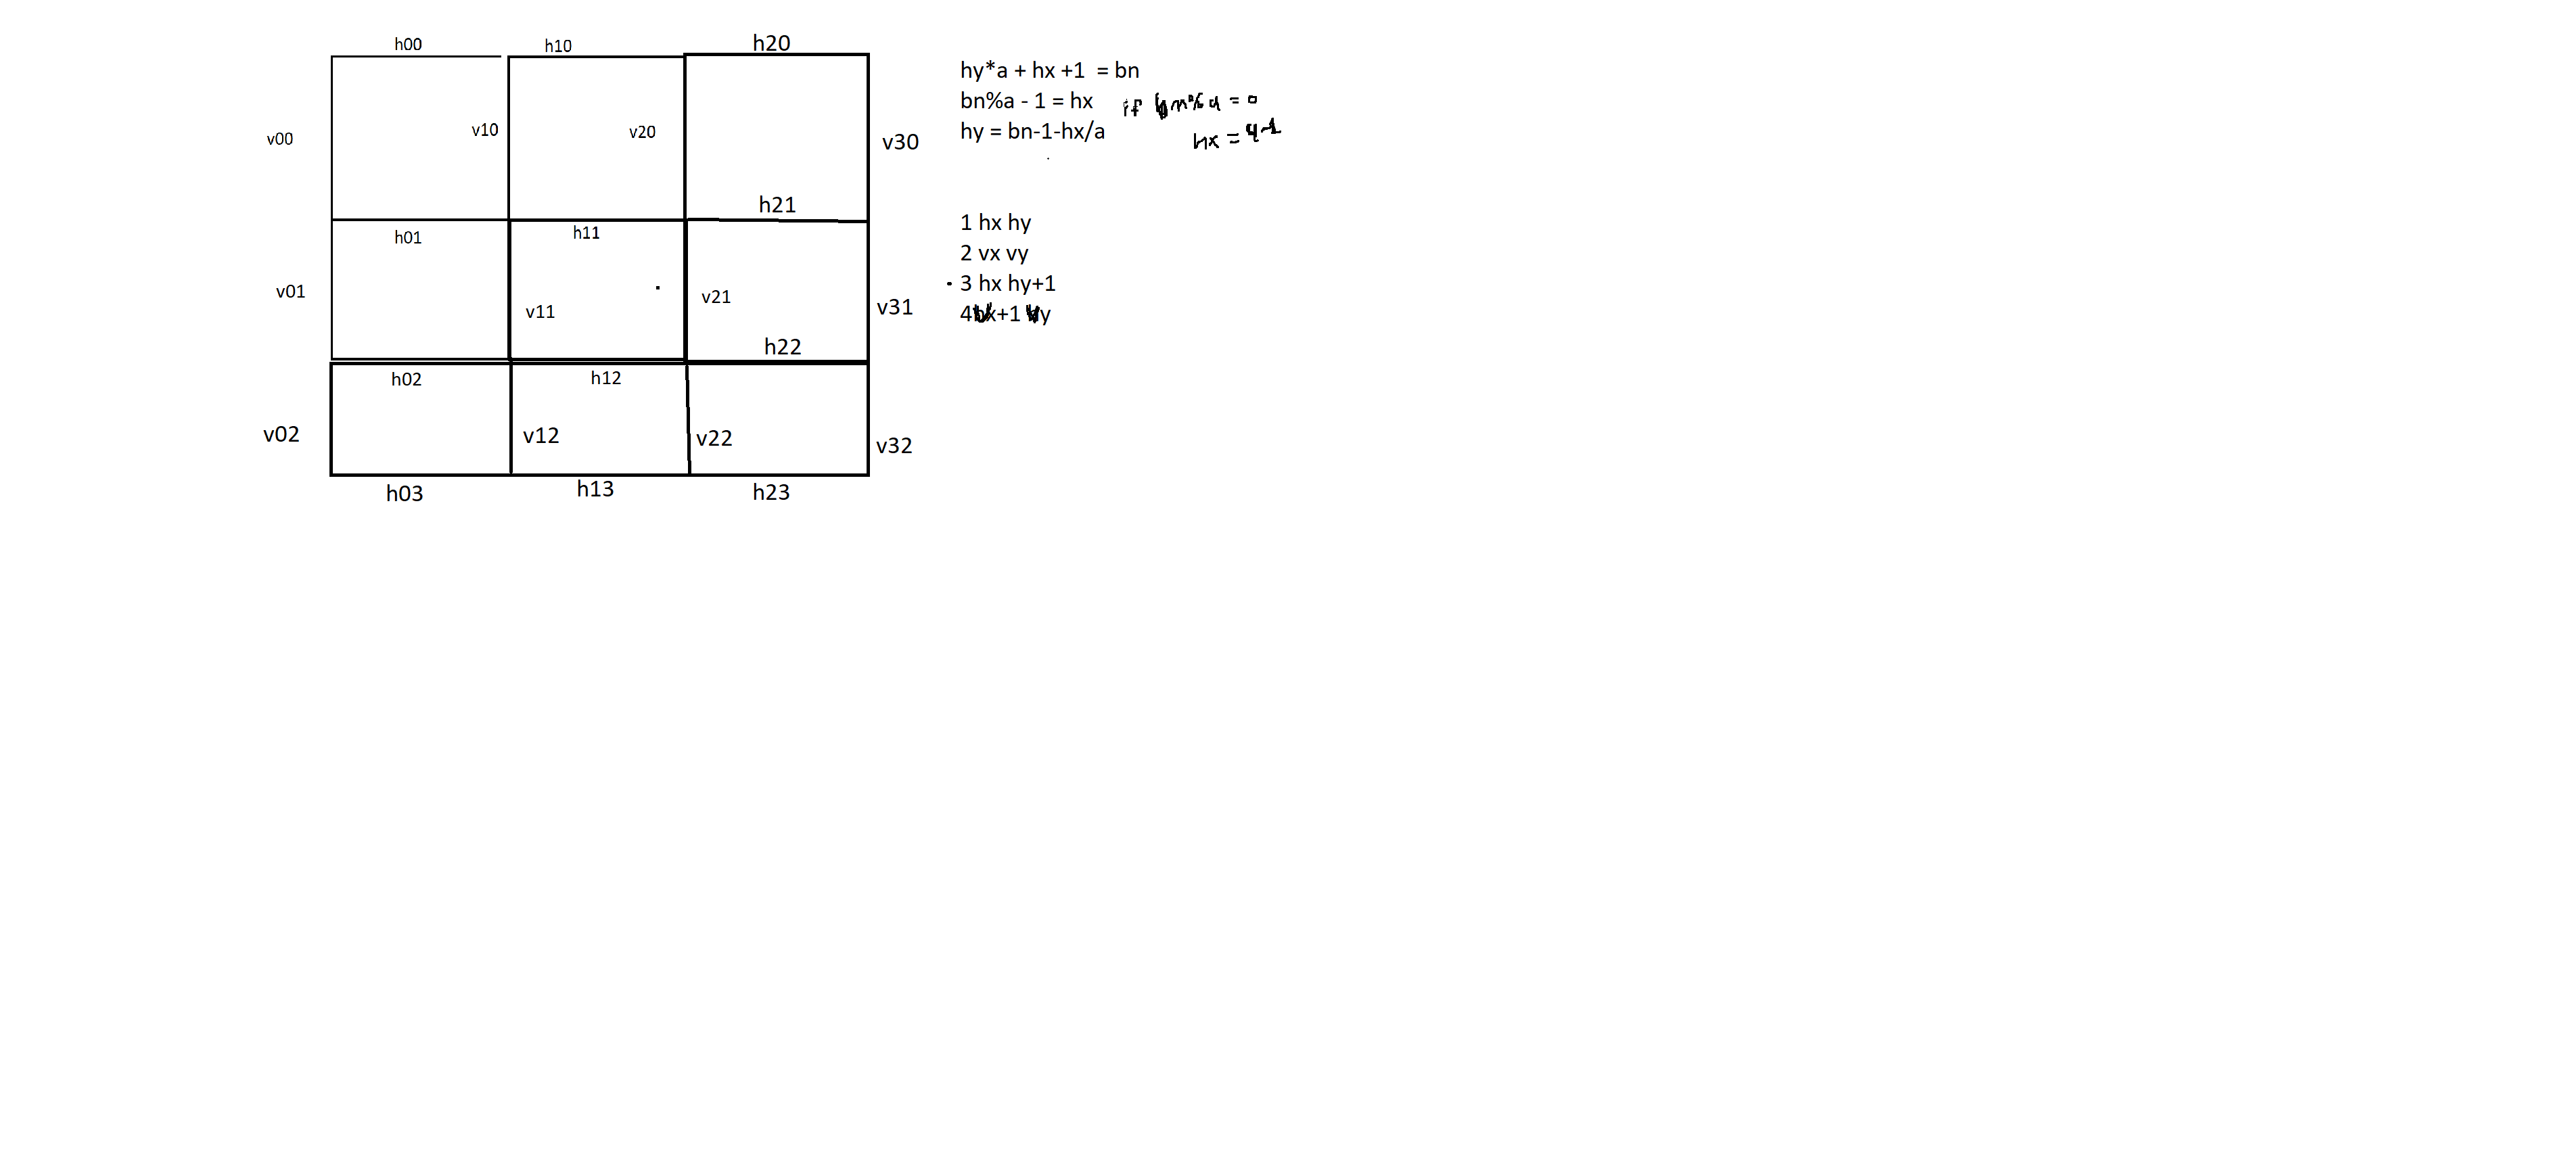 h00 h10 h20
v00 v10 v20 v30
h21
h01 h11
v01 v11 v21 v31
h22
h02 h12
v02 v12 v22 v32
h03 h13 h23
hy*a + hx +1 = bn
bn%a - 1 = hx if bn%a = 0
hy = bn-1-hx/a hx = a-1
1 hx hy
2 vx vy
3 hx hy+1
4 vx+1 vy